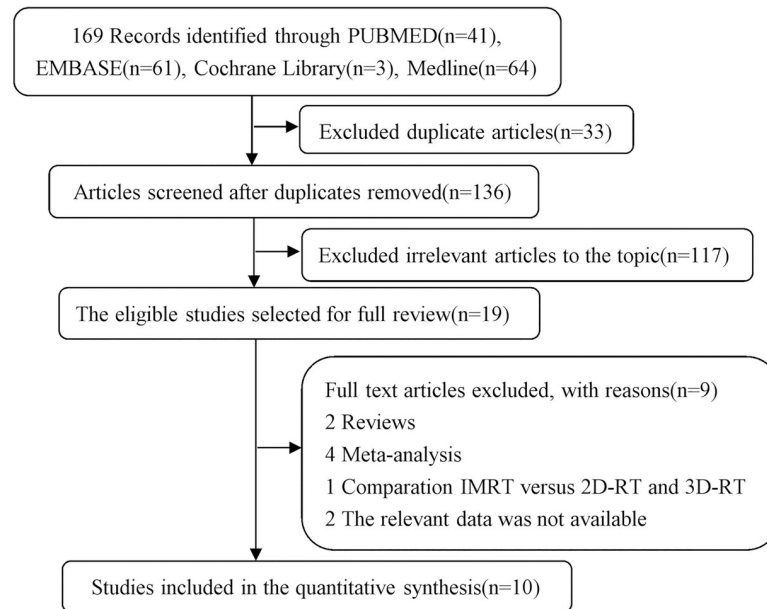 169 Records identified through PUBMED(n=41),
EMBASE(n=61), Cochrane Library(n=3), Medline(n=64)
Excluded duplicate articles(n=33)
Articles screened after duplicates removed(n=136)
Excluded irrelevant articles to the topic(n=117)
The eligible studies selected for full review(n=19)
Full text articles excluded, with reasons(n=9)
2 Reviews
4 Meta-analysis
1 Comparation IMRT versus 2D-RT and 3D-RT
2 The relevant data was not available
Studies included in the quantitative synthesis(n=10)